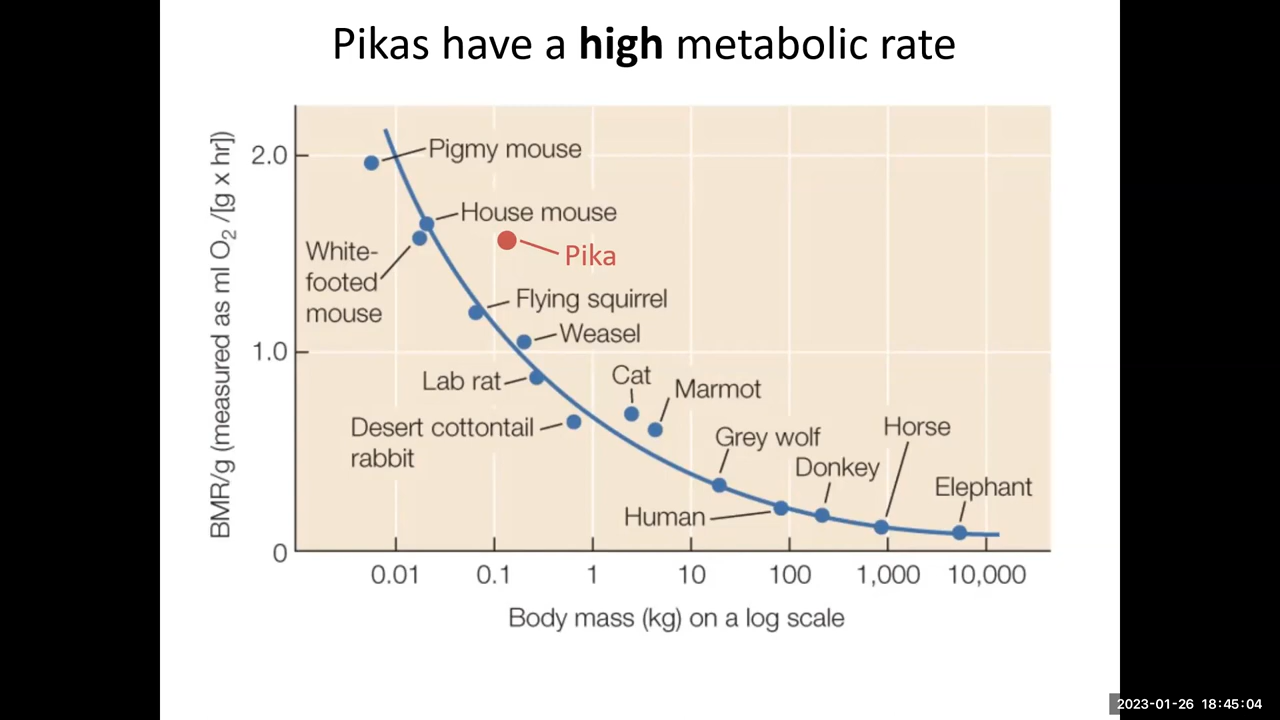 Pikas have a high metabolic rate
BMR/g (measured as ml O₂ /[g x hr])
2.0
1.0
0
Pigmy mouse
House mouse
White-
footed
mouse
Pika
Flying squirrel
Weasel
Lab rat
Cat
Marmot
Desert cottontail
rabbit
Grey wolf
Horse
Donkey
Elephant
Human
0.01 0.1 1 10 100 1,000 10,000
Body mass (kg) on a log scale
2023-01-26 18:45:04